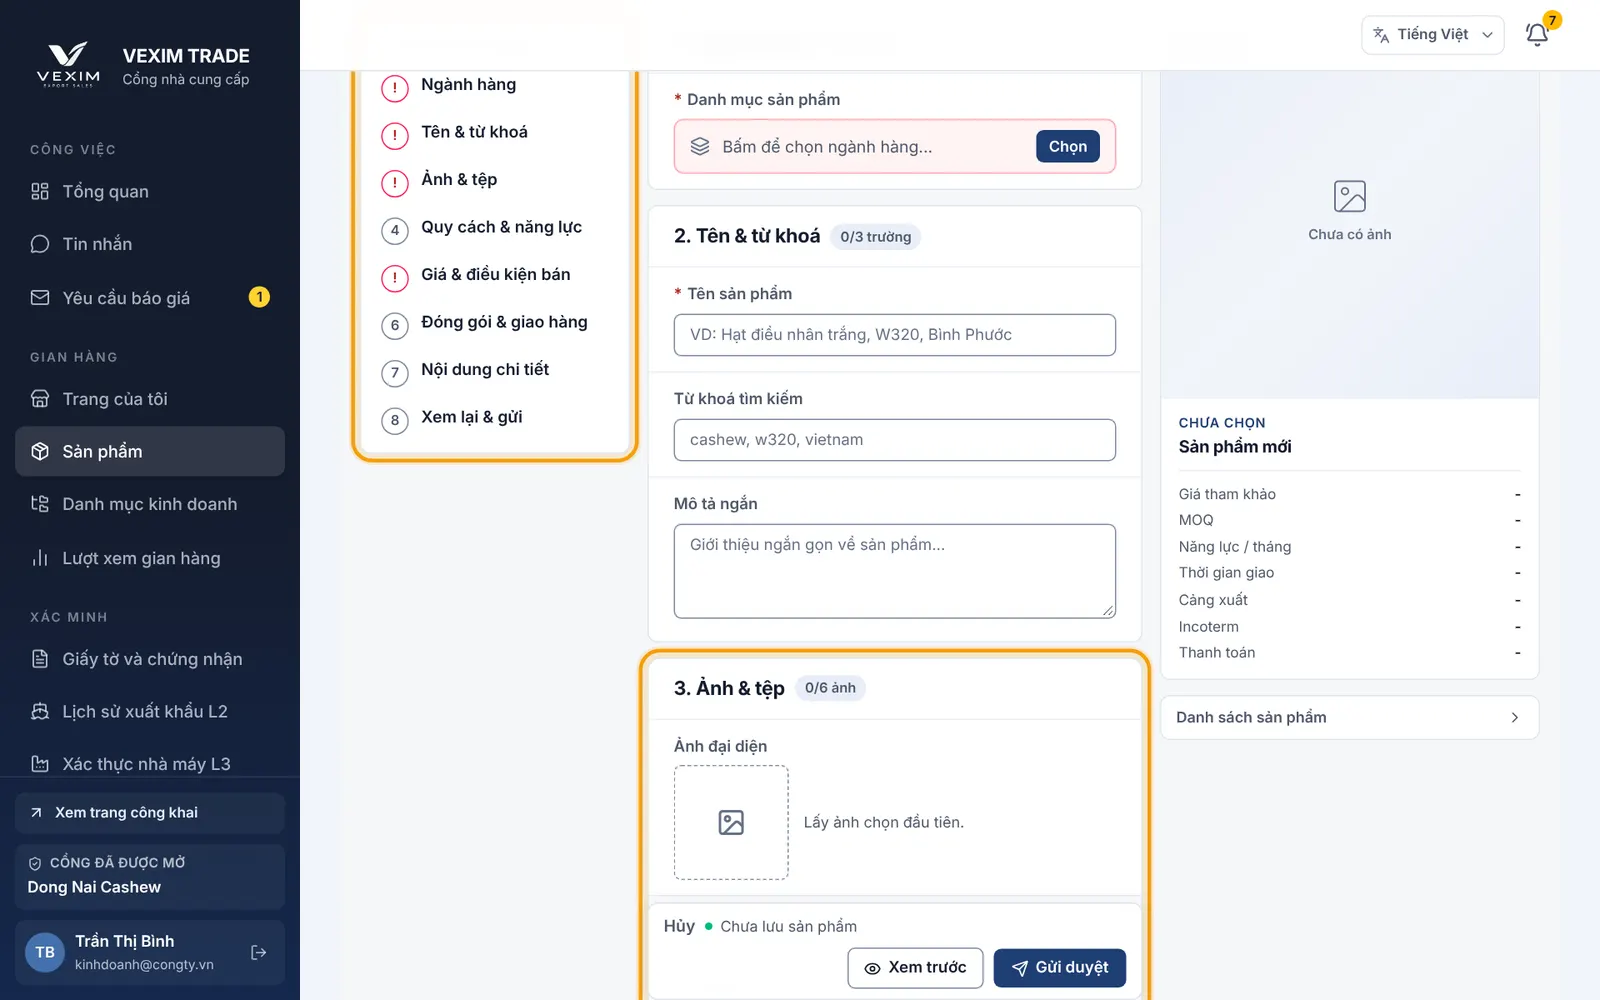 VEXIM
EXPORT SALES
VEXIM TRADE
Cổng nhà cung cấp
CÔNG VIỆC
Tổng quan
Tin nhắn
Yêu cầu báo giá
1
GIAN HÀNG
Trang của tôi
Sản phẩm
Danh mục kinh doanh
Lượt xem gian hàng
XÁC MINH
Giấy tờ và chứng nhận
Lịch sử xuất khẩu L2
Xác thực nhà máy L3
Xem trang công khai
CỔNG ĐÃ ĐƯỢC MỞ
Dong Nai Cashew
TB
Trần Thị Bình
kinhdoanh@congty.vn
Tiếng Việt
7
! Ngành hàng
! Tên & từ khoá
! Ảnh & tệp
4 Quy cách & năng lực
! Giá & điều kiện bán
6 Đóng gói & giao hàng
7 Nội dung chi tiết
8 Xem lại & gửi
* Danh mục sản phẩm
Bấm để chọn ngành hàng...
Chọn
2. Tên & từ khoá
0/3 trường
* Tên sản phẩm
VD: Hạt điều nhân trắng, W320, Bình Phước
Từ khoá tìm kiếm
cashew, w320, vietnam
Mô tả ngắn
Giới thiệu ngắn gọn về sản phẩm...
3. Ảnh & tệp
0/6 ảnh
Ảnh đại diện
Lấy ảnh chọn đầu tiên.
Hủy
Chưa lưu sản phẩm
Xem trước
Gửi duyệt
Chưa có ảnh
CHƯA CHỌN
Sản phẩm mới
Giá tham khảo -
MOQ -
Năng lực / tháng -
Thời gian giao -
Cảng xuất -
Incoterm -
Thanh toán -
Danh sách sản phẩm